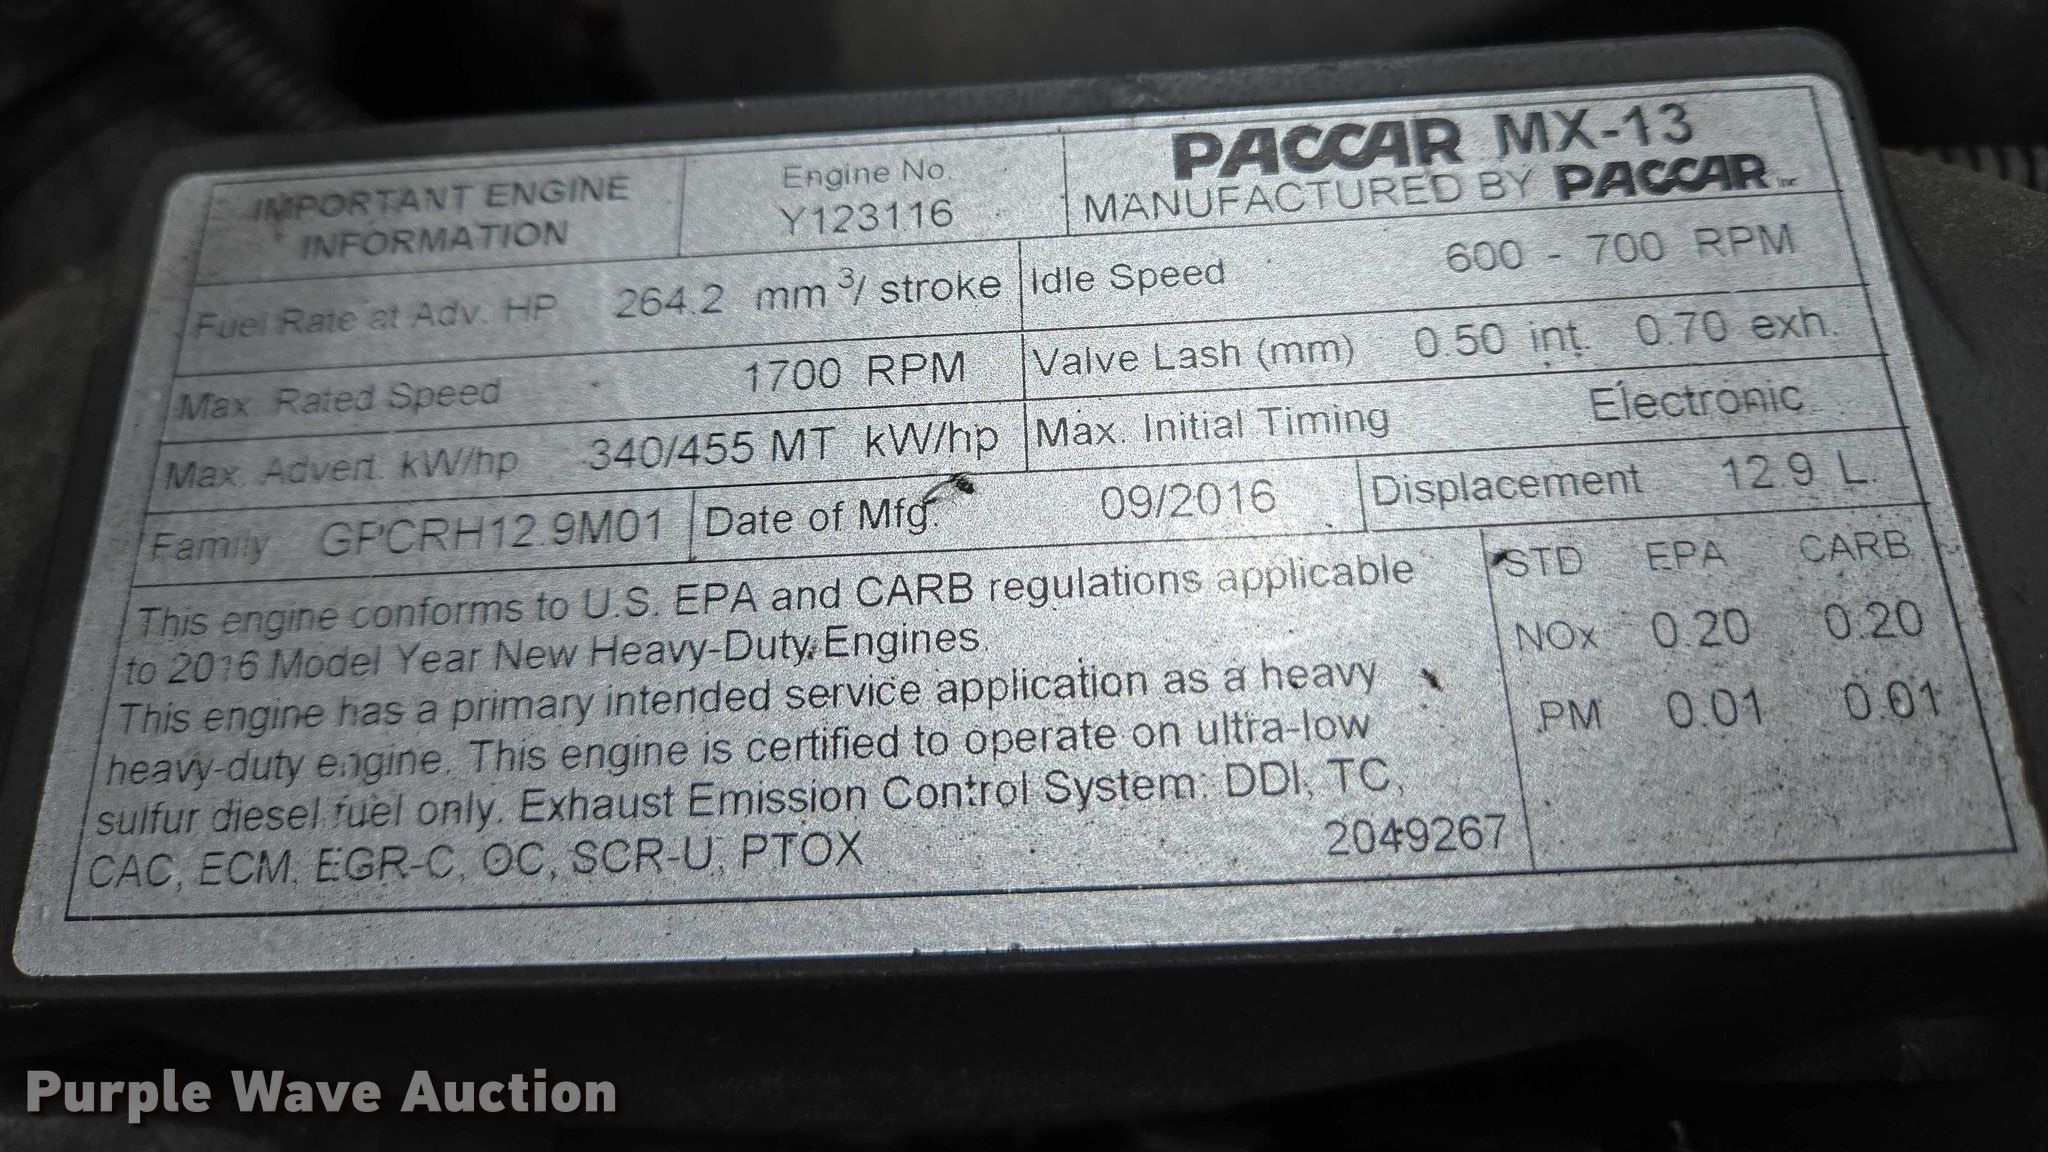 IMPORTANT ENGINE INFORMATION
Engine No. Y123116
PACCAR MX-13
MANUFACTURED BY PACCAR Inc
Fuel Rate at Adv. HP 264.2 mm3/ stroke
Idle Speed 600 - 700 RPM
Max. Rated Speed 1700 RPM
Valve Lash (mm) 0.50 int. 0.70 exh.
Max. Advert. kW/hp 340/455 MT kW/hp
Max. Initial Timing Electronic
Family GPCRH12.9M01
Date of Mfg. 09/2016
Displacement 12.9 L.
This engine conforms to U.S. EPA and CARB regulations applicable
to 2016 Model Year New Heavy-Duty Engines.
This engine has a primary intended service application as a heavy
heavy-duty engine. This engine is certified to operate on ultra-low
sulfur diesel fuel only. Exhaust Emission Control System: DDI, TC,
CAC, ECM, EGR-C, OC, SCR-U, PTOX
2049267
STD EPA CARB
NOx 0.20 0.20
PM 0.01 0.01
Purple Wave Auction